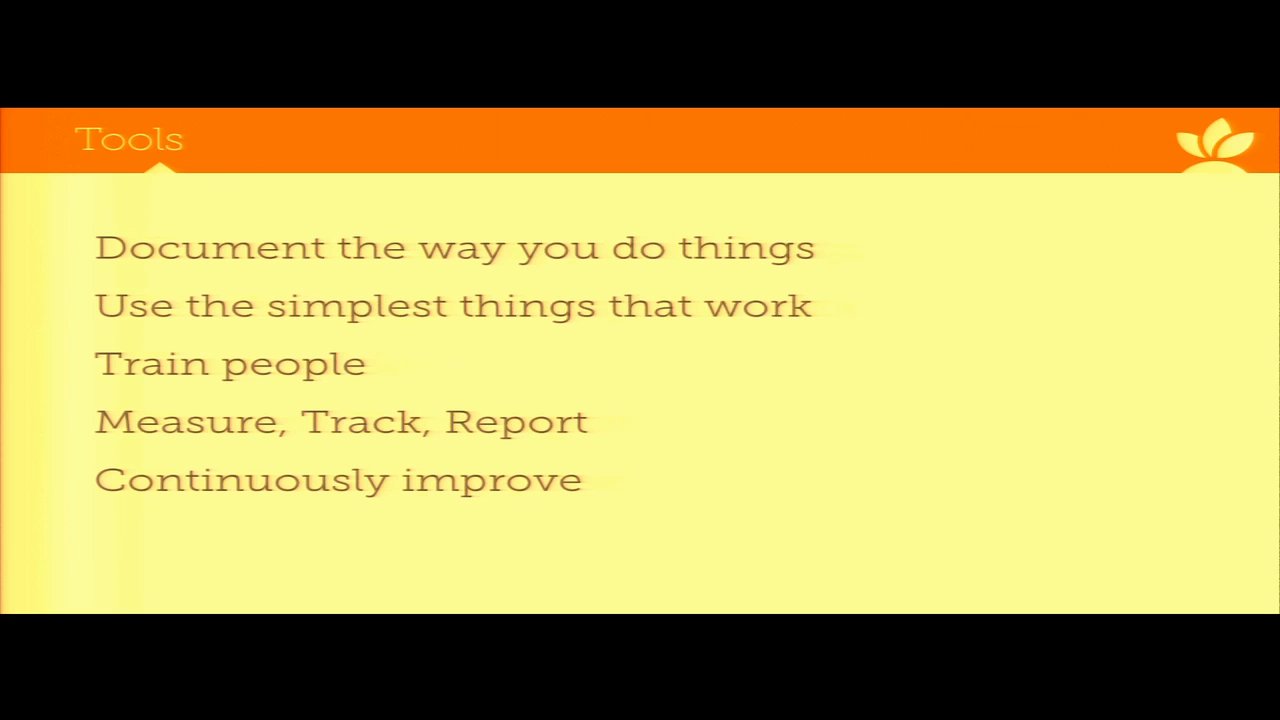 Tools
Document the way you do things
Use the simplest things that work
Train people
Measure, Track, Report
Continuously improve